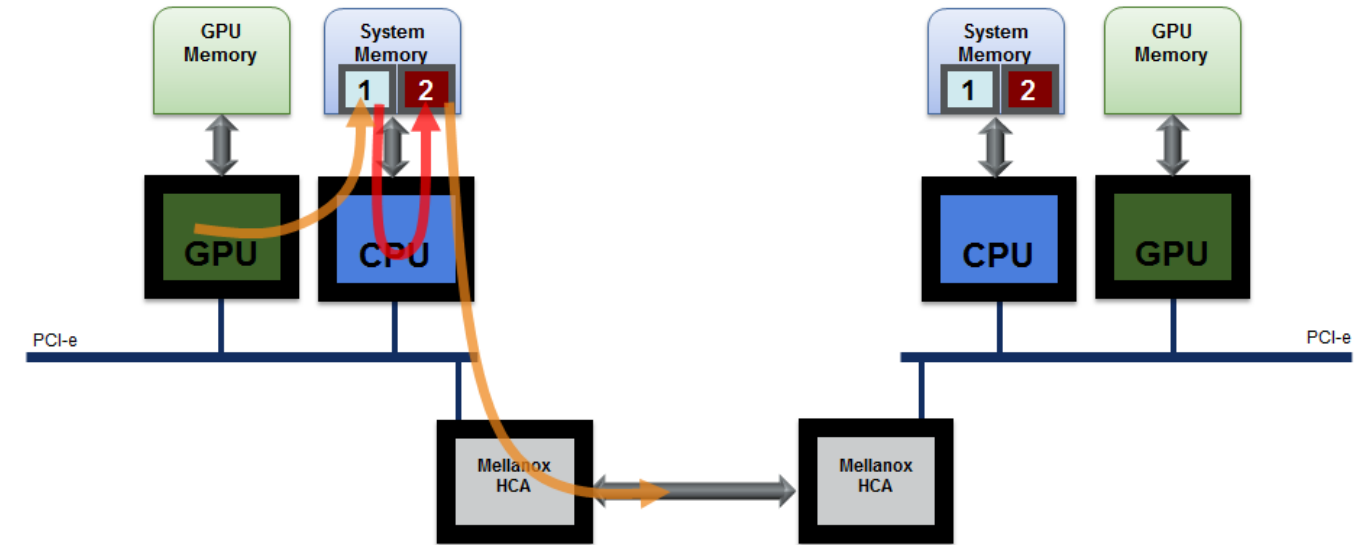 GPU
Memory
System
Memory
1 2
System
Memory
1 2
GPU
Memory
GPU
CPU
CPU
GPU
PCI-e
PCI-e
Mellanox
HCA
Mellanox
HCA